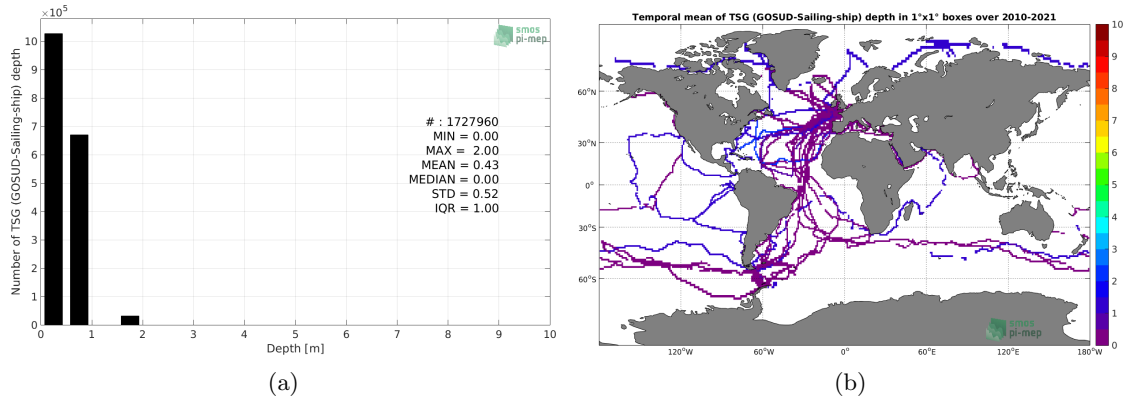 ×10⁵
10
9
8
7
6
5
4
3
2
1
0
Number of TSG (GOSUD-Sailing-ship) depth
smos
pi-mep
# : 1727960
MIN = 0.00
MAX = 2.00
MEAN = 0.43
MEDIAN = 0.00
STD = 0.52
IQR = 1.00
0 1 2 3 4 5 6 7 8 9 10
Depth [m]
(a)
Temporal mean of TSG (GOSUD-Sailing-ship) depth in 1°x1° boxes over 2010-2021
60°N
30°N
0°
30°S
60°S
120°W 60°W 0° 60°E 120°E 180°W
smos
pi-mep
10
9
8
7
6
5
4
3
2
1
0
(b)